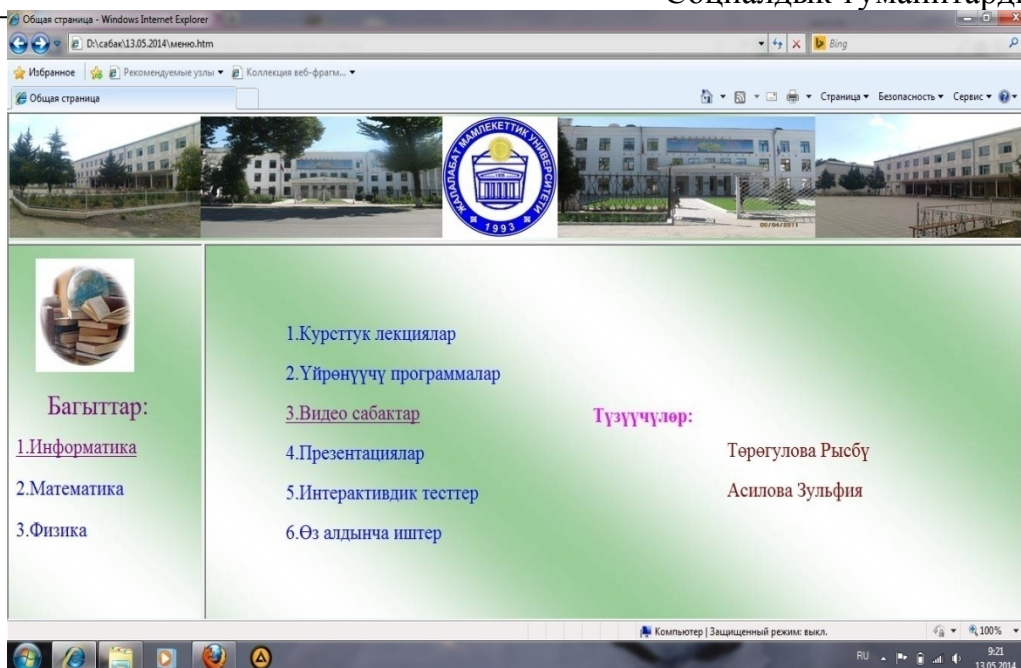 Социалдык гуманитарди
Общая страница - Windows Internet Explorer
D:\сабак\13.05.2014\меню.htm
Bing
Избранное
Рекомендуемые узлы
Коллекция веб-фрагм...
Общая страница
Страница
Безопасность
Сервис
ЖАЛАЛАБАТ МАМЛЕКЕТТИК УНИВЕРСИТЕТИ
1993
Багыттар:
1.Информатика
2.Математика
3.Физика
1.Курсттук лекциялар
2.Үйрөнүүчү программалар
3.Видео сабактар
4.Презентациялар
5.Интерактивдик тесттер
6.Өз алдынча иштер
Түзүүчүлөр:
Төрөгулова Рысбү
Асилова Зульфия
Компьютер | Защищенный режим: выкл.
100%
RU
9:21
13.05.2014